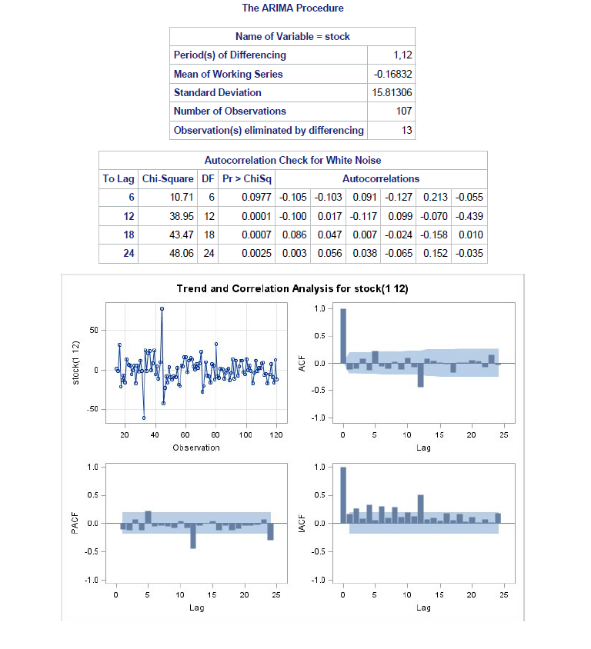 The ARIMA Procedure
Name of Variable = stock
Period(s) of Differencing 1,12
Mean of Working Series -0.16832
Standard Deviation 15.81306
Number of Observations 107
Observation(s) eliminated by differencing 13
Autocorrelation Check for White Noise
To Lag Chi-Square DF Pr > ChiSq Autocorrelations
6 10.71 6 0.0977 -0.105 -0.103 0.091 -0.127 0.213 -0.055
12 38.95 12 0.0001 -0.100 0.017 -0.117 0.099 -0.070 -0.439
18 43.47 18 0.0007 0.086 0.047 0.007 -0.024 -0.158 0.010
24 48.06 24 0.0025 0.003 0.056 0.038 -0.065 0.152 -0.035
Trend and Correlation Analysis for stock(1 12)
stock(1 12)
50
0
-50
20 40 60 80 100 120
Observation
ACF
1.0
0.5
0.0
-0.5
-1.0
0 5 10 15 20 25
Lag
PACF
1.0
0.5
0.0
-0.5
-1.0
0 5 10 15 20 25
Lag
IACF
1.0
0.5
0.0
-0.5
-1.0
0 5 10 15 20 25
Lag